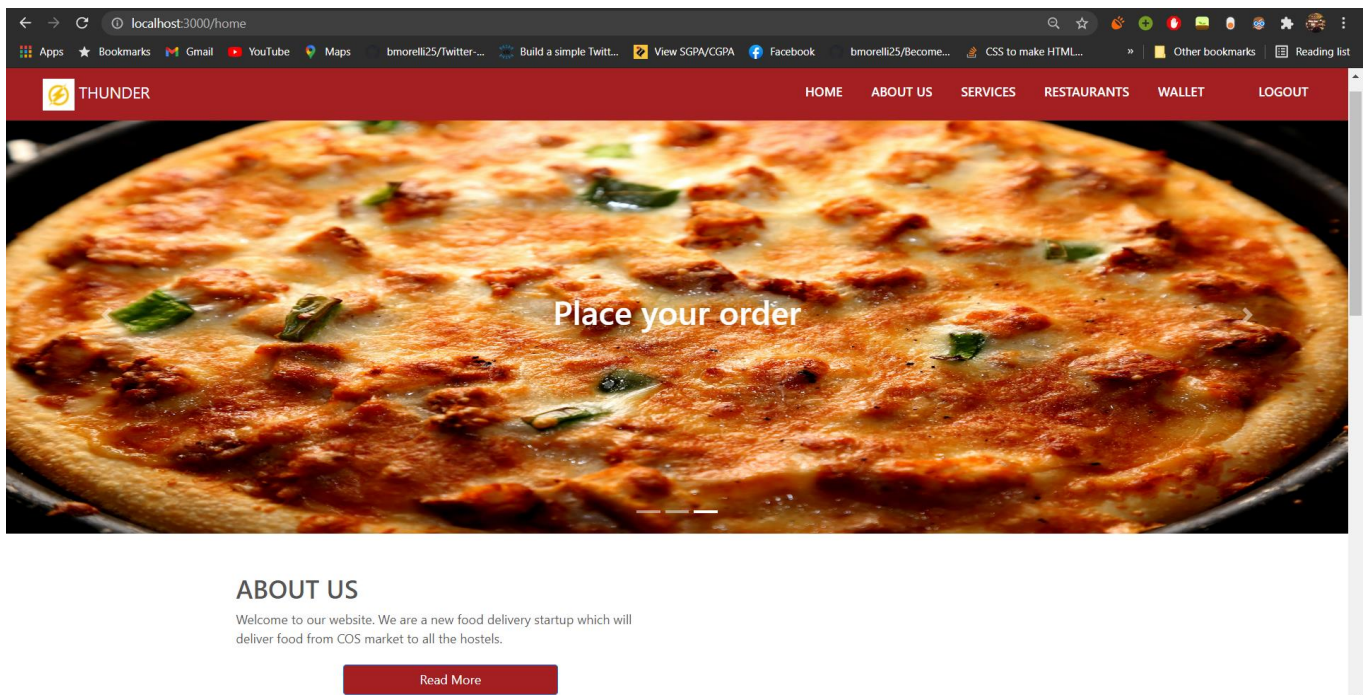 localhost:3000/home
Apps Bookmarks Gmail YouTube Maps bmorelli25/Twitter-... Build a simple Twitt... View SGPA/CGPA Facebook bmorelli25/Become... CSS to make HTML... » Other bookmarks Reading list
THUNDER HOME ABOUT US SERVICES RESTAURANTS WALLET LOGOUT
Place your order
ABOUT US
Welcome to our website. We are a new food delivery startup which will
deliver food from COS market to all the hostels.
Read More